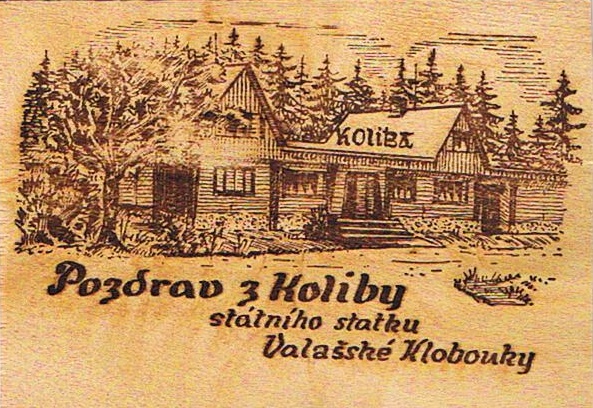 KOLIBA
Pozdrav z Koliby
státního statku
Valašské Klobouky